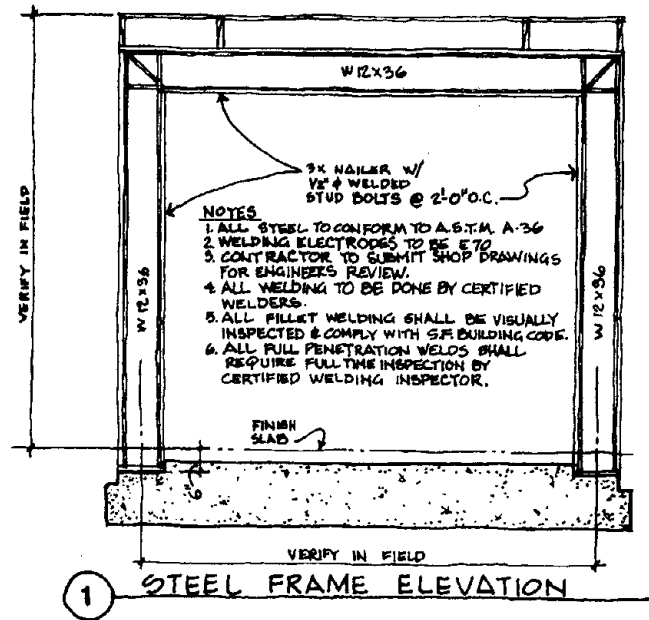 W 12x36
3x NAILER W/
1/2" φ WELDED
STUD BOLTS @ 2'-0" O.C.
NOTES
1. ALL STEEL TO CONFORM TO A.S.T.M. A-36
2 WELDING ELECTRODES TO BE E70
3. CONTRACTOR TO SUBMIT SHOP DRAWINGS
FOR ENGINEERS REVIEW.
4 ALL WELDING TO BE DONE BY CERTIFIED
WELDERS.
5. ALL FILLET WELDING SHALL BE VISUALLY
INSPECTED & COMPLY WITH S.F. BUILDING CODE.
6. ALL FULL PENETRATION WELDS SHALL
REQUIRE FULL TIME INSPECTION BY
CERTIFIED WELDING INSPECTOR.
VERIFY IN FIELD
W 12x36
W 12x36
FINISH
SLAB
6"
VERIFY IN FIELD
1 STEEL FRAME ELEVATION